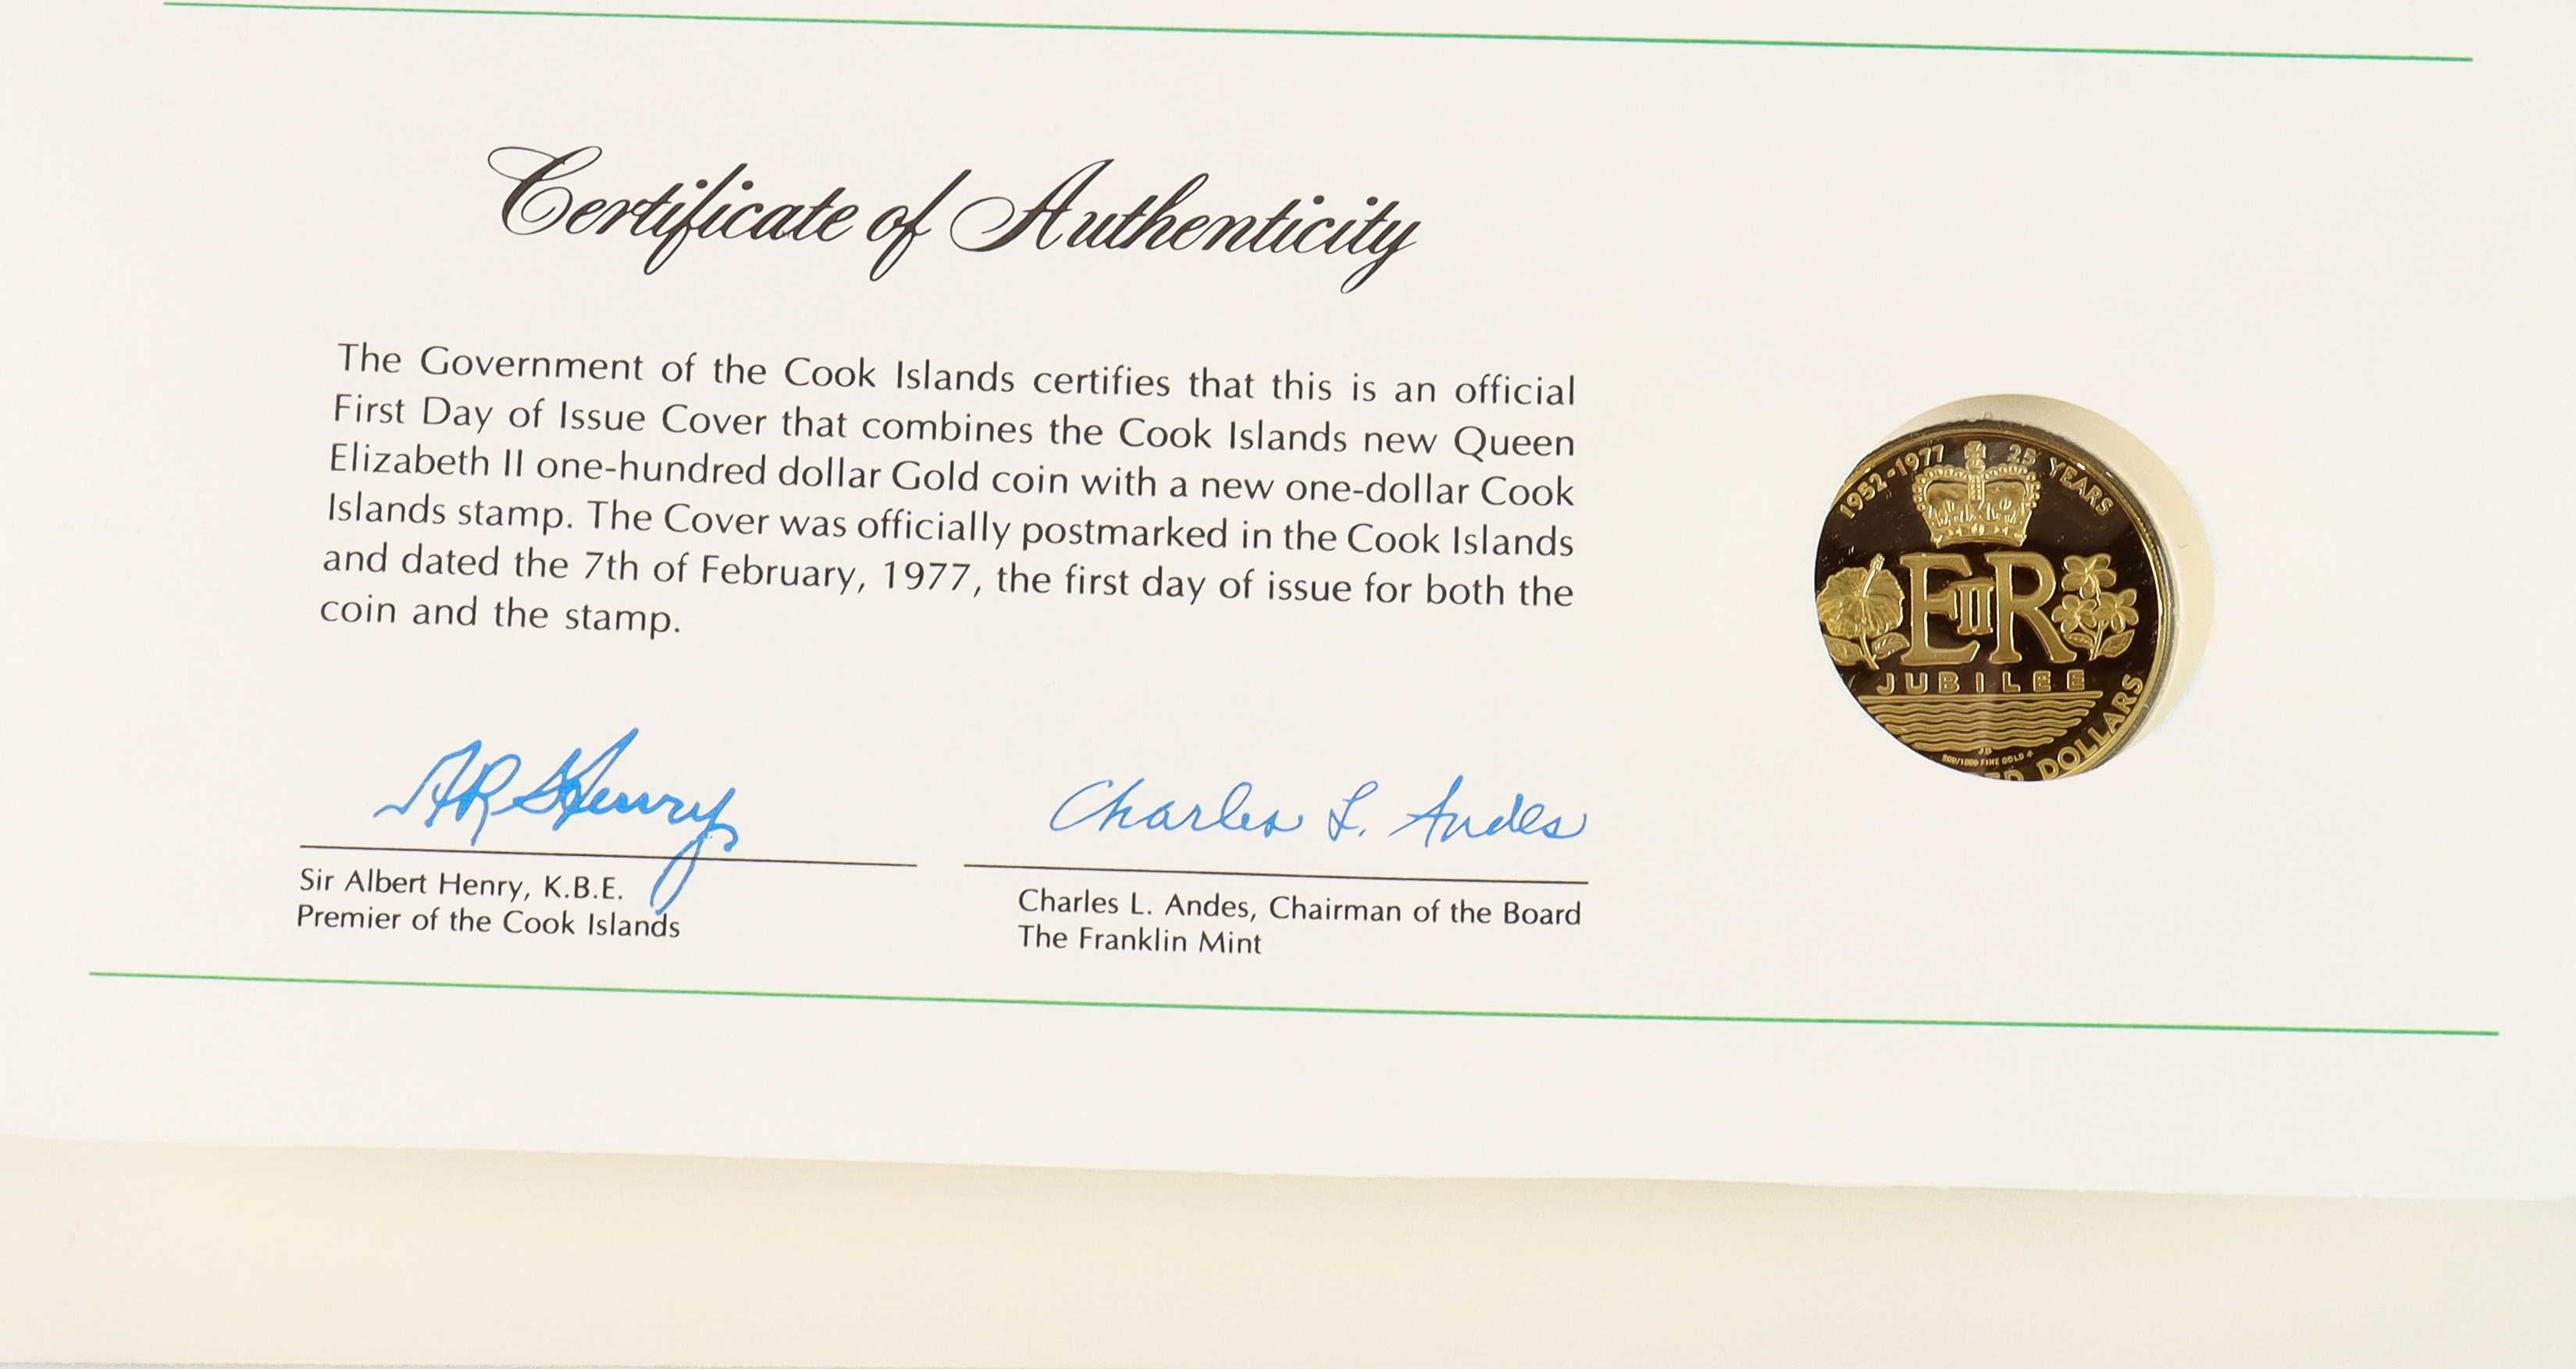 Certificate of Authenticity
The Government of the Cook Islands certifies that this is an official
First Day of Issue Cover that combines the Cook Islands new Queen
Elizabeth II one-hundred dollar Gold coin with a new one-dollar Cook
Islands stamp. The Cover was officially postmarked in the Cook Islands
and dated the 7th of February, 1977, the first day of issue for both the
coin and the stamp.
Charles L. Andes
Sir Albert Henry, K.B.E.
Premier of the Cook Islands
Charles L. Andes, Chairman of the Board
The Franklin Mint
1952-1977 25 YEARS
EIIR
JUBILEE
JB
900/1000 FINE GOLD
DOLLARS